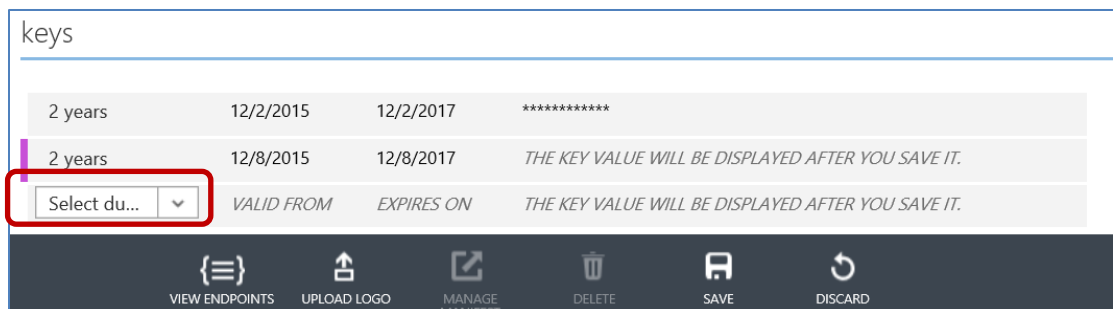 keys
2 years 12/2/2015 12/2/2017 ************
2 years 12/8/2015 12/8/2017 THE KEY VALUE WILL BE DISPLAYED AFTER YOU SAVE IT.
Select du... VALID FROM EXPIRES ON THE KEY VALUE WILL BE DISPLAYED AFTER YOU SAVE IT.
VIEW ENDPOINTS UPLOAD LOGO MANAGE DELETE SAVE DISCARD